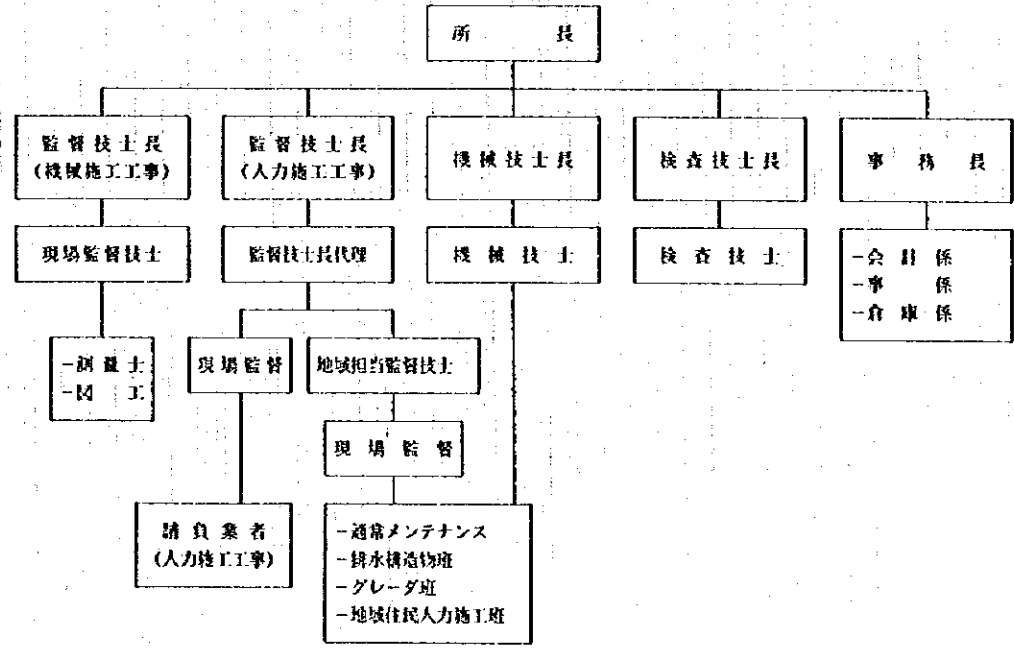 所長
監督技士長
(機械施工工事)
監督技士長
(人力施工工事)
機械技士長
検査技士長
事務長
現場監督技士
監督技士長代理
機械技士
検査技士
-会計係
-事係
-倉庫係
-測量士
-図工
現場監督
地域担当監督技士
現場監督
請負業者
(人力施工工事)
-通常メンテナンス
-排水構造物班
-グレーダ班
-地域住民人力施工班